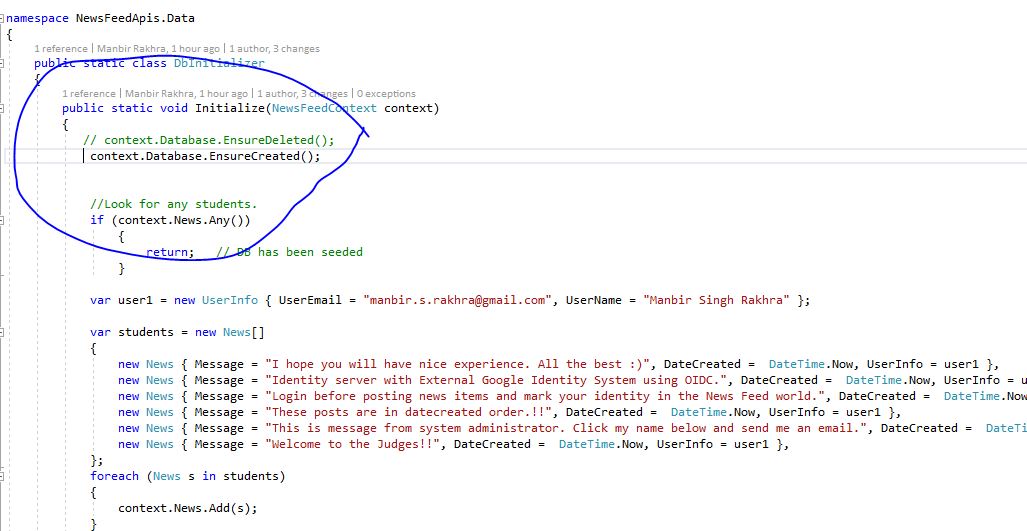 namespace NewsFeedApis.Data
{
1 reference | Manbir Rakhra, 1 hour ago | 1 author, 3 changes
public static class DbInitializer
{
1 reference | Manbir Rakhra, 1 hour ago | 1 author, 3 changes | 0 exceptions
public static void Initialize(NewsFeedContext context)
{
// context.Database.EnsureDeleted();
context.Database.EnsureCreated();
//Look for any students.
if (context.News.Any())
{
return; // DB has been seeded
}
var user1 = new UserInfo { UserEmail = "manbir.s.rakhra@gmail.com", UserName = "Manbir Singh Rakhra" };
var students = new News[]
{
new News { Message = "I hope you will have nice experience. All the best :)", DateCreated = DateTime.Now, UserInfo = user1 },
new News { Message = "Identity server with External Google Identity System using OIDC.", DateCreated = DateTime.Now, UserInfo = u
new News { Message = "Login before posting news items and mark your identity in the News Feed world.", DateCreated = DateTime.Now
new News { Message = "These posts are in datecreated order.!!", DateCreated = DateTime.Now, UserInfo = user1 },
new News { Message = "This is message from system administrator. Click my name below and send me an email.", DateCreated = DateTi
new News { Message = "Welcome to the Judges!!", DateCreated = DateTime.Now, UserInfo = user1 },
};
foreach (News s in students)
{
context.News.Add(s);
}